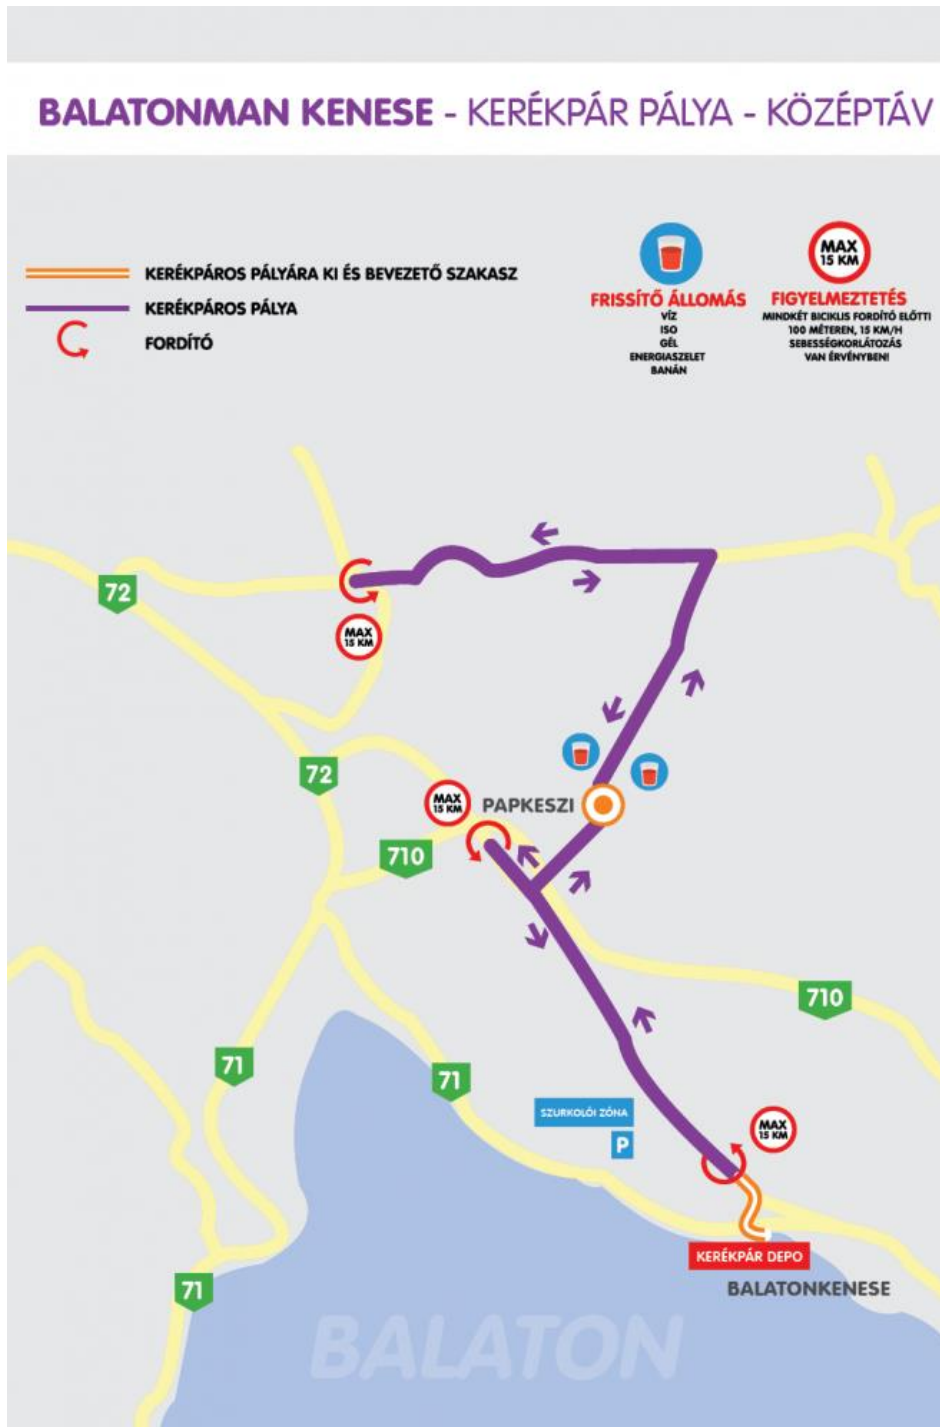 BALATONMAN KENESE - KERÉKPÁR PÁLYA - KÖZÉPTÁV
KERÉKPÁROS PÁLYÁRA KI ÉS BEVEZETŐ SZAKASZ
KERÉKPÁROS PÁLYA
FORDÍTÓ
FRISSÍTŐ ÁLLOMÁS
VÍZ
ISO
GÉL
ENERGIASZELET
BANÁN
MAX
15 KM
FIGYELMEZTETÉS
MINDKÉT BICIKLIS FORDÍTÓ ELŐTTI
100 MÉTEREN, 15 KM/H
SEBESSÉGKORLÁTOZÁS
VAN ÉRVÉNYBEN!
72
MAX
15 KM
72
MAX
15 KM
PAPKESZI
710
710
71
71
SZURKOLÓI ZÓNA
P
MAX
15 KM
KERÉKPÁR DEPO
BALATONKENESE
71
BALATON